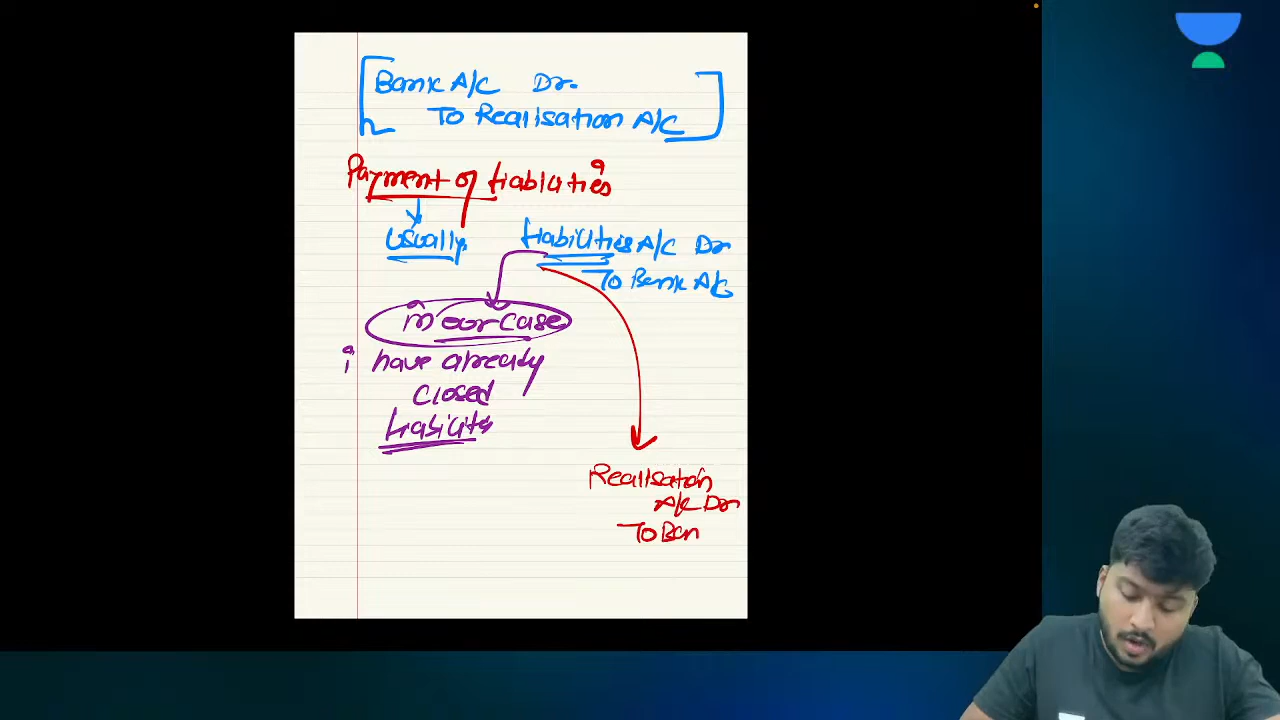 Bank A/C Dr.
To Realisation A/C
Payment of Liabilities
Usually
Liabilities A/C Dr
To Bank A/C
in our case
i have already
closed
Liability
Realisation
A/C Dr
To Ban